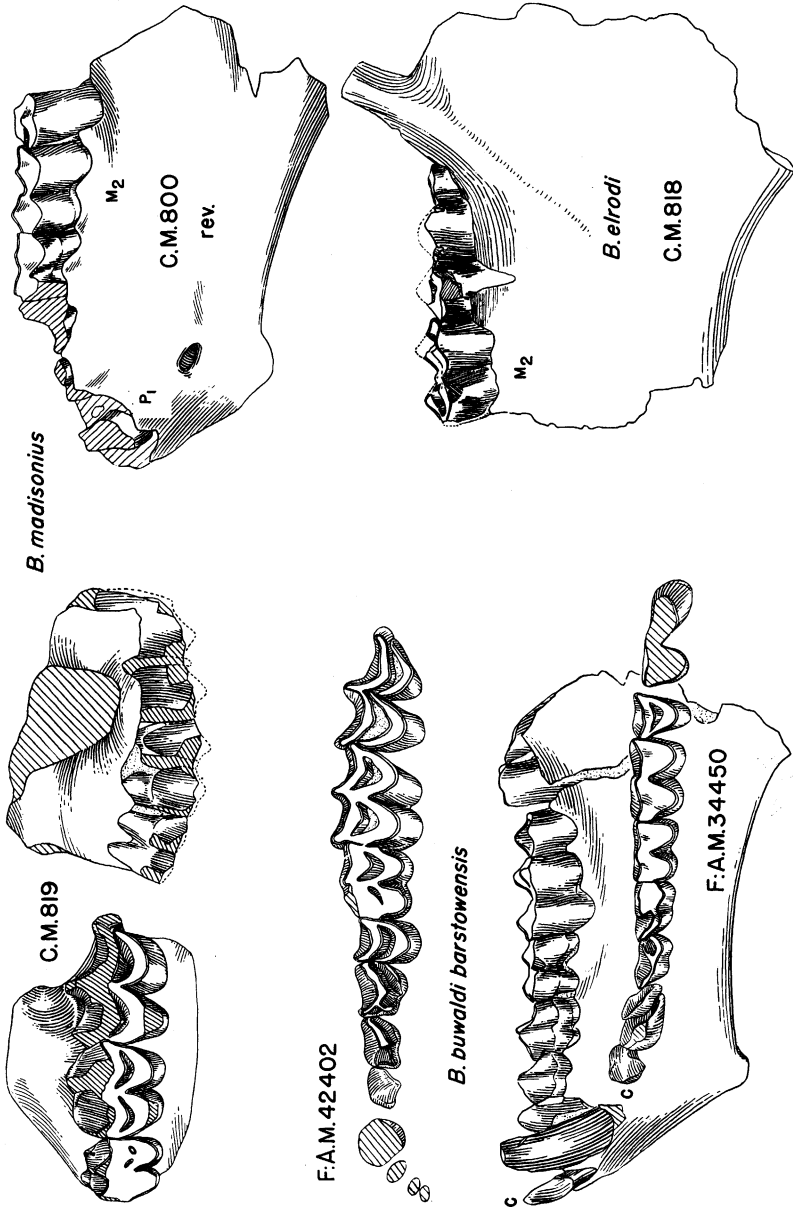 B. madisonius
C.M. 800
rev.
M2
P1
B. elrodi
C.M. 818
M2
C.M. 819
F:A.M. 42402
B. buwaldi barstowensis
F:A.M. 34450
C
C